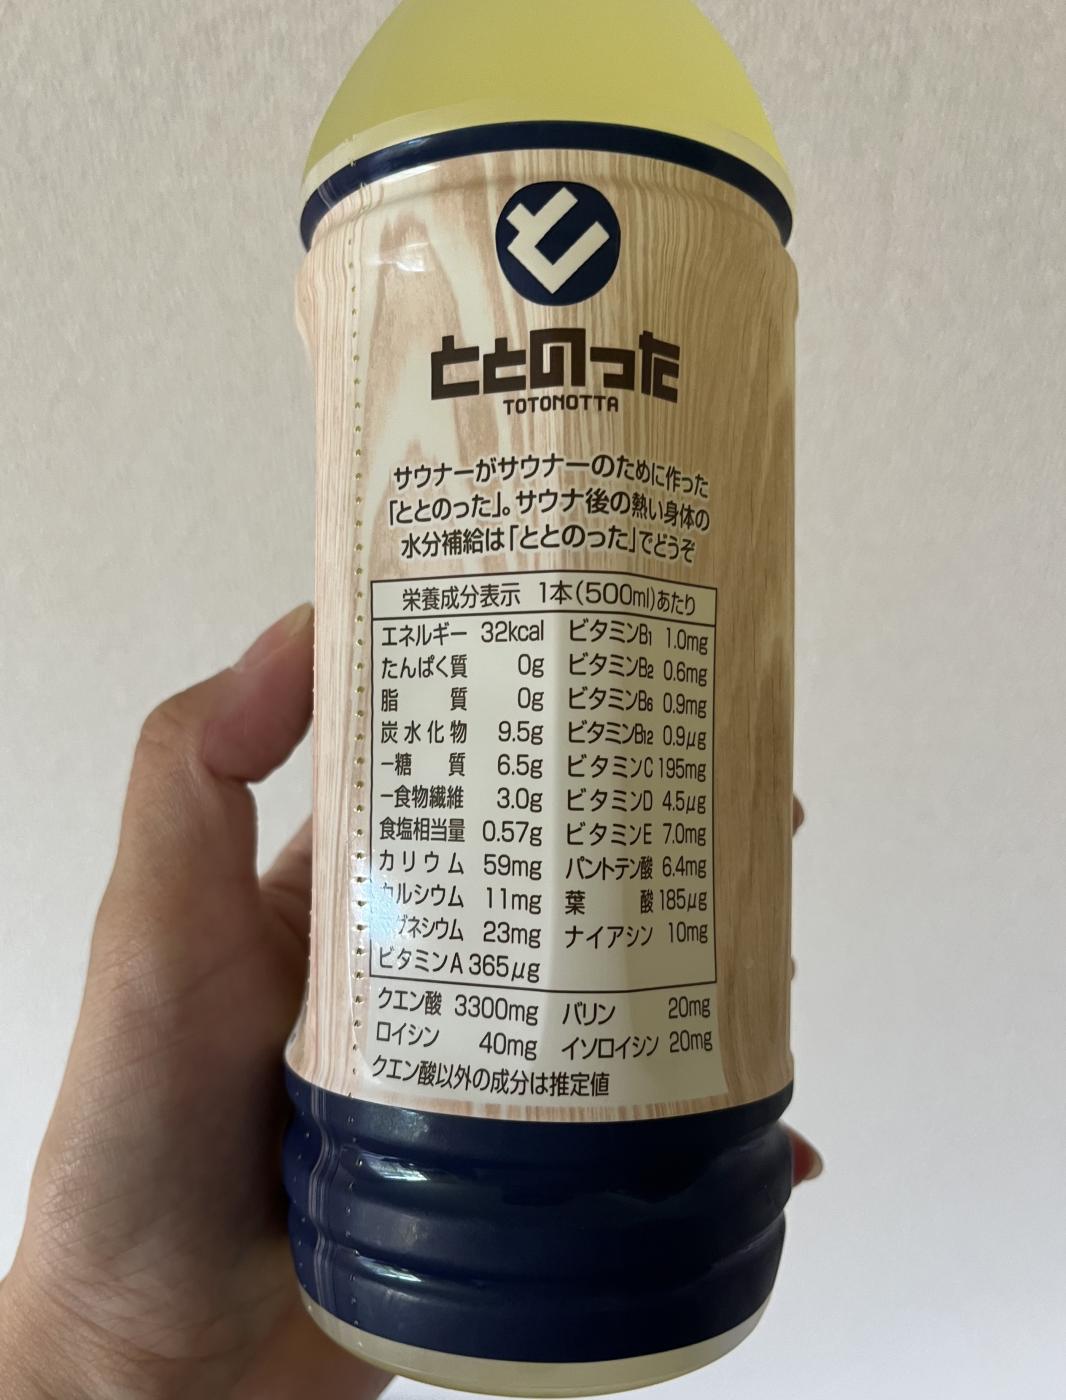 と
ととのった
TOTONOTTA
サウナーがサウナーのために作った
「ととのった」。サウナ後の熱い身体の
水分補給は「ととのった」でどうぞ
栄養成分表示 1本(500ml)あたり
エネルギー 32kcal ビタミンB1 1.0mg
たんぱく質 0g ビタミンB2 0.6mg
脂質 0g ビタミンB6 0.9mg
炭水化物 9.5g ビタミンB12 0.9μg
−糖質 6.5g ビタミンC 195mg
−食物繊維 3.0g ビタミンD 4.5μg
食塩相当量 0.57g ビタミンE 7.0mg
カリウム 59mg パントテン酸 6.4mg
カルシウム 11mg 葉酸 185μg
マグネシウム 23mg ナイアシン 10mg
ビタミンA 365μg
クエン酸 3300mg バリン 20mg
ロイシン 40mg イソロイシン 20mg
クエン酸以外の成分は推定値